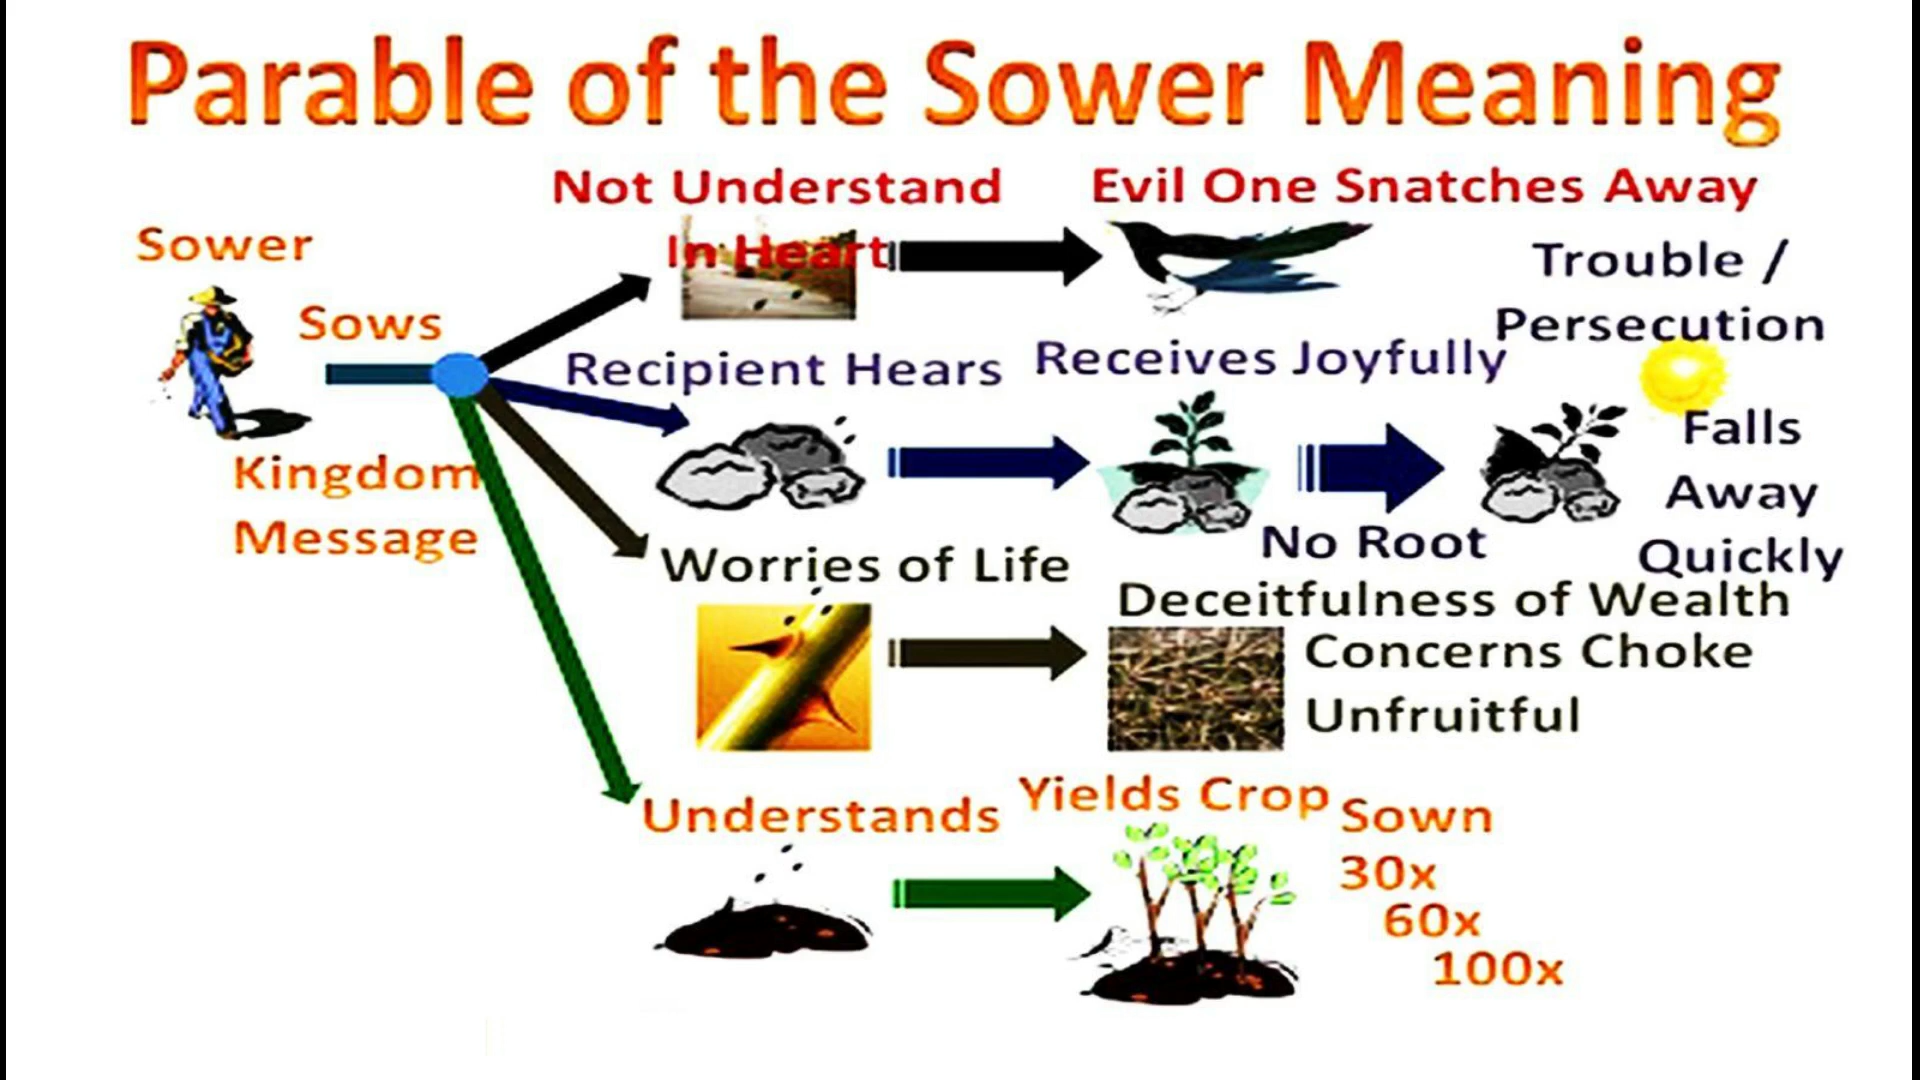 Parable of the Sower Meaning
Not Understand
In Heart
Evil One Snatches Away
Sower
Sows
Kingdom
Message
Recipient Hears
Receives Joyfully
Trouble /
Persecution
No Root
Falls
Away
Quickly
Worries of Life
Deceitfulness of Wealth
Concerns Choke
Unfruitful
Understands
Yields Crop
Sown
30x
60x
100x